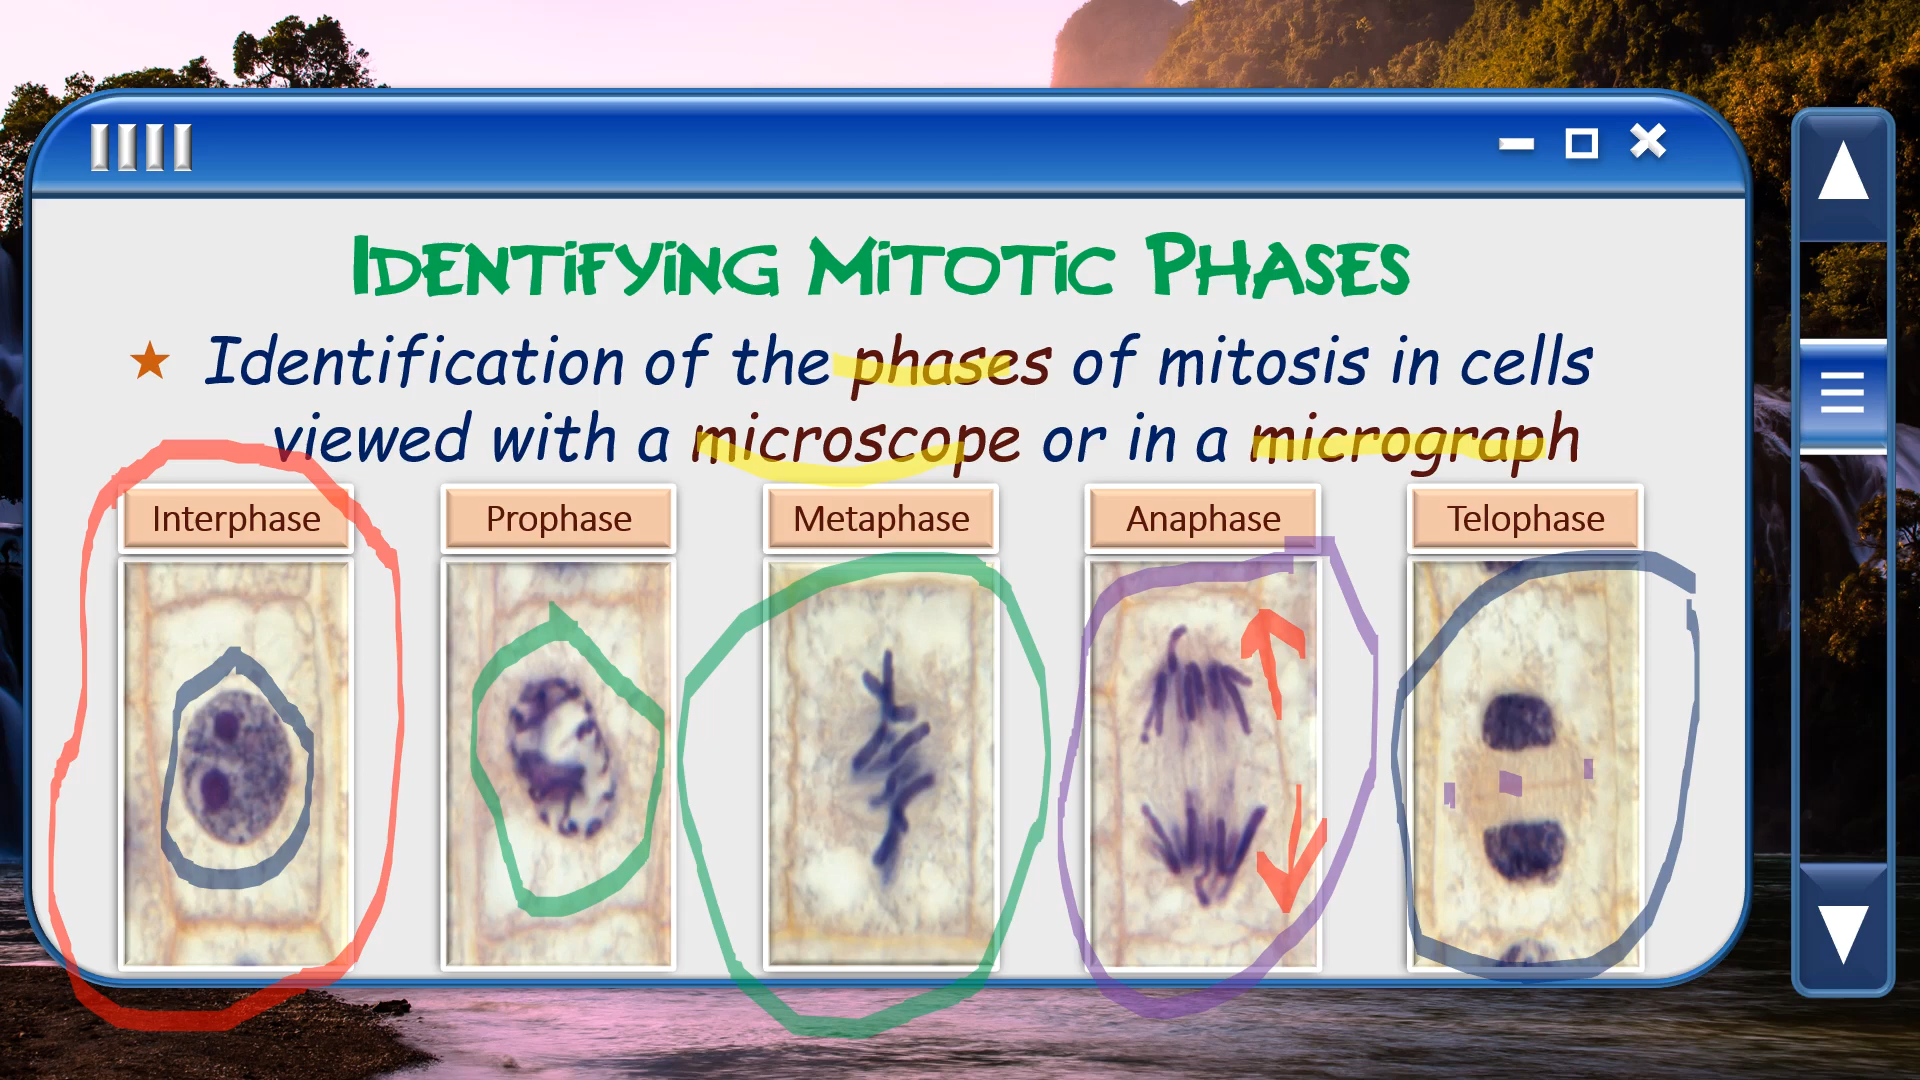 Identifying Mitotic Phases
Identification of the phases of mitosis in cells
viewed with a microscope or in a micrograph
Interphase Prophase Metaphase Anaphase Telophase